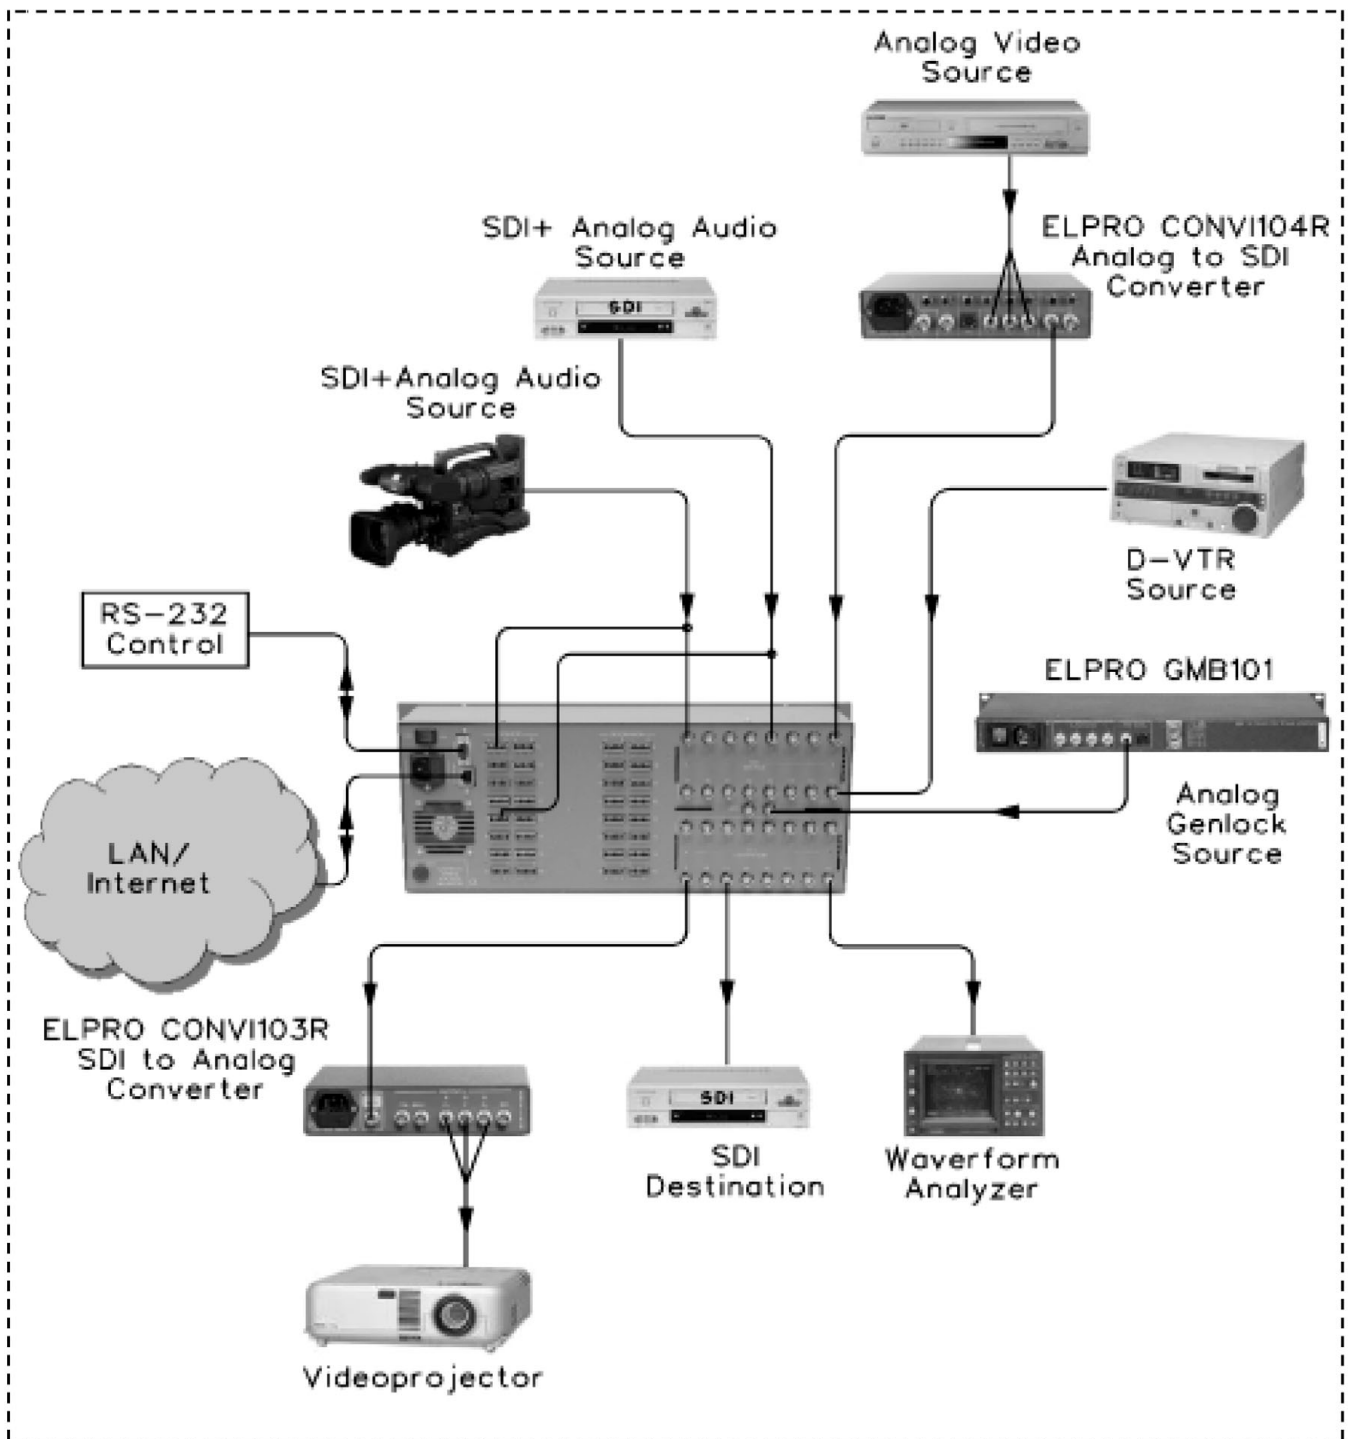 Analog Video
Source
SDI+ Analog Audio
Source
SDI
ELPRO CONVI104R
Analog to SDI
Converter
SDI+Analog Audio
Source
D-VTR
Source
RS-232
Control
ELPRO GMB101
Analog
Genlock
Source
LAN/
Internet
ELPRO CONVI103R
SDI to Analog
Converter
SDI
SDI
Destination
Waverform
Analyzer
Videoprojector